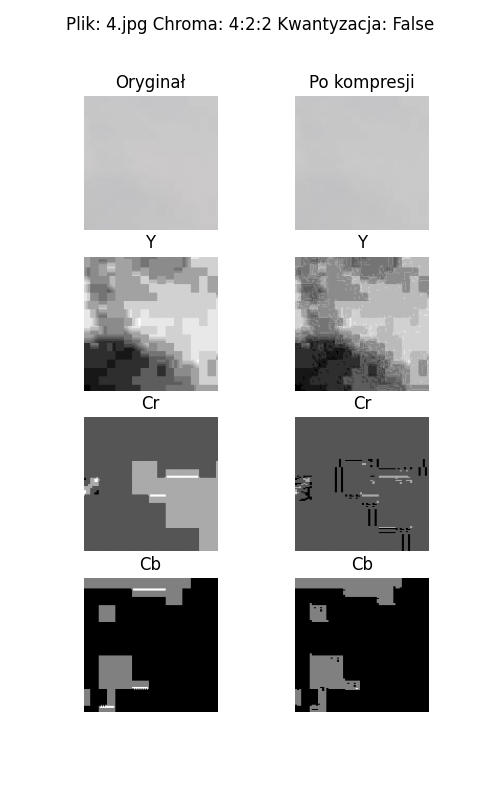 Plik: 4.jpg Chroma: 4:2:2 Kwantyzacja: False
Oryginał Po kompresji
Y Y
Cr Cr
Cb Cb